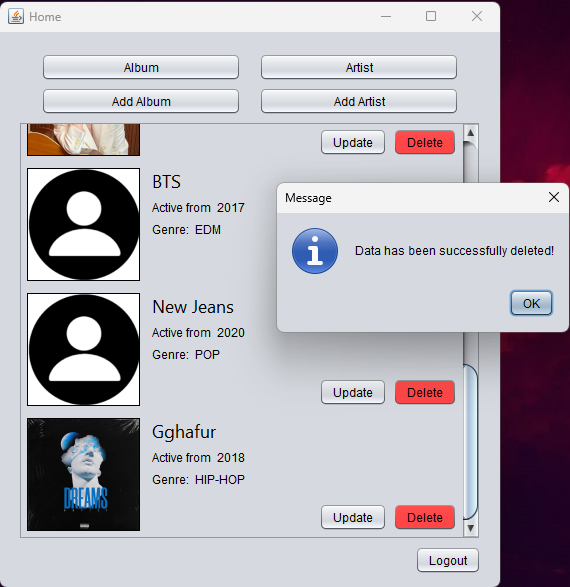 Home
Album
Artist
Add Album
Add Artist
Update
Delete
BTS
Active from 2017
Genre: EDM
Message
Data has been successfully deleted!
OK
New Jeans
Active from 2020
Genre: POP
Update
Delete
Gghafur
Active from 2018
Genre: HIP-HOP
DREAMS
Update
Delete
Logout